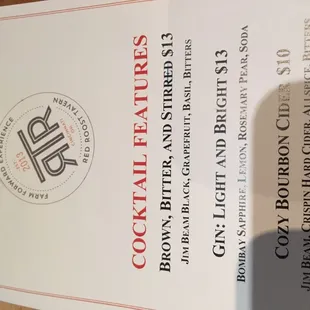 COCKTAIL FEATURES
BROWN, BITTER, AND STIRRED $13
JIM BEAM BLACK, GRAPEFRUIT, BASIL, BITTERS
GIN: LIGHT AND BRIGHT $13
BOMBAY SAPPHIRE, LEMON, ROSEMARY PEAR, SODA
COZY BOURBON CIDER $10
JIM BEAM, CRISPIN HARD CIDER, ALLSPICE, BITTERS
RED ROOST TAVERN
FARM FORWARD EXPERIENCE
RTR
2013